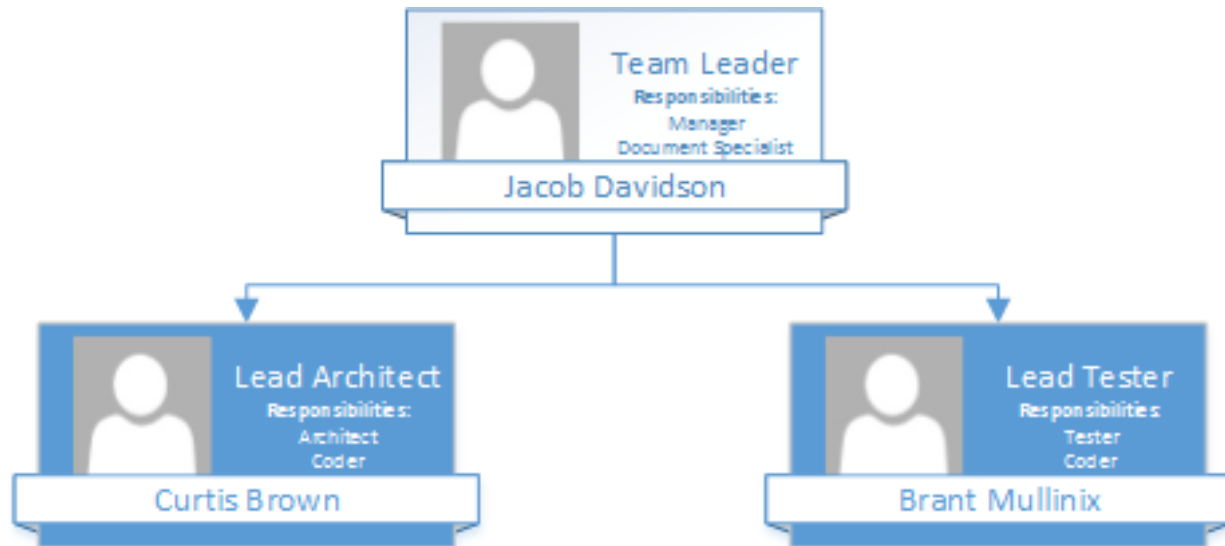 Team Leader
Responsibilities:
Manager
Document Specialist
Jacob Davidson
Lead Architect
Responsibilities:
Architect
Coder
Curtis Brown
Lead Tester
Responsibilities:
Tester
Coder
Brant Mullinix